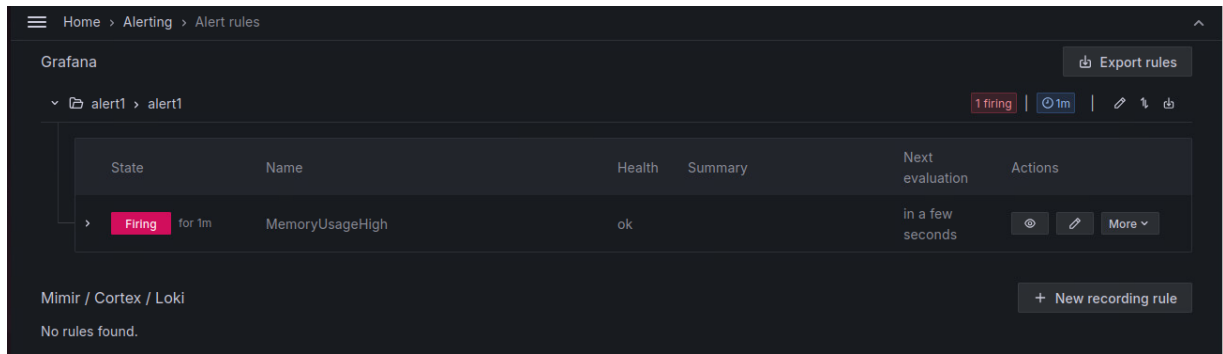 Home › Alerting › Alert rules
Grafana
Export rules
alert1 › alert1
1 firing | 1m |
State Name Health Summary Next evaluation Actions
Firing for 1m MemoryUsageHigh ok in a few seconds More
Mimir / Cortex / Loki
+ New recording rule
No rules found.